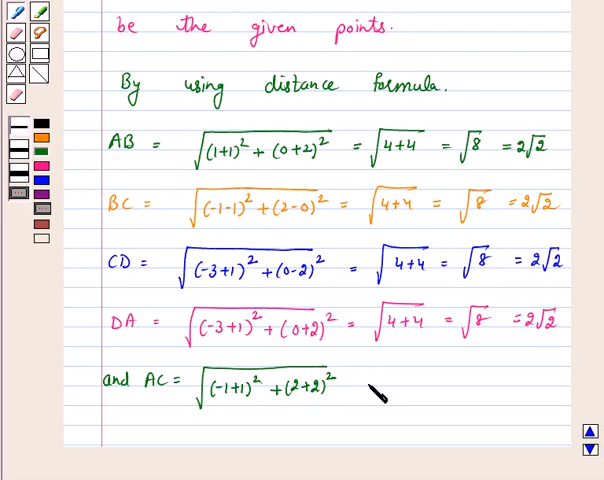 be the given points.
By using distance formula.
AB = √(1+1)² + (0+2)² = √4+4 = √8 = 2√2
BC = √(-1-1)² + (2-0)² = √4+4 = √8 = 2√2
CD = √(-3+1)² + (0-2)² = √4+4 = √8 = 2√2
DA = √(-3+1)² + (0+2)² = √4+4 = √8 = 2√2
and AC = √(-1+1)² + (2+2)²